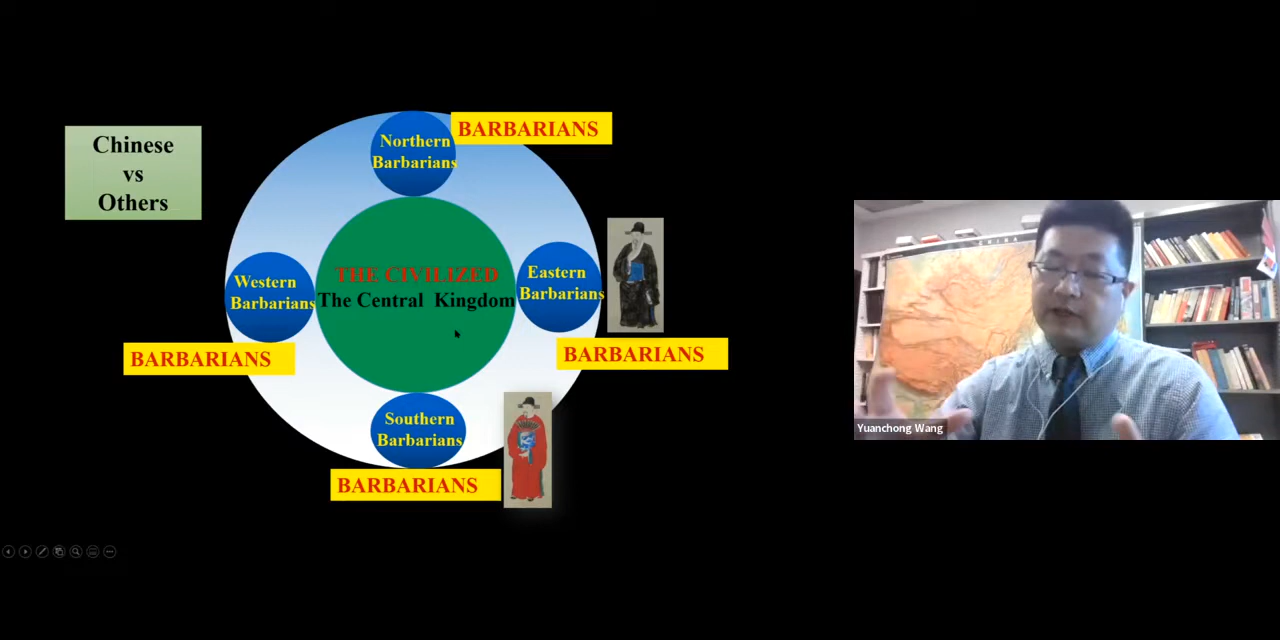 Chinese
vs
Others
Northern
Barbarians
BARBARIANS
THE CIVILIZED
The Central Kingdom
Western
Barbarians
BARBARIANS
Eastern
Barbarians
BARBARIANS
Southern
Barbarians
BARBARIANS
CHINA
Yuanchong Wang